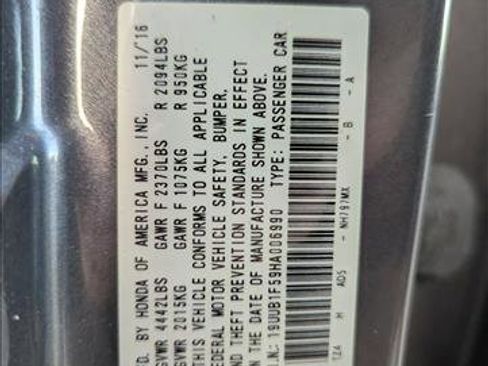 D. BY HONDA OF AMERICA MFG., INC. 11/16
GVWR 4442LBS GAWR F 2370LBS R 2094LBS
GVWR 2015KG GAWR F 1075KG R 950KG
THIS VEHICLE CONFORMS TO ALL APPLICABLE
FEDERAL MOTOR VEHICLE SAFETY, BUMPER,
AND THEFT PREVENTION STANDARDS IN EFFECT
ON THE DATE OF MANUFACTURE SHOWN ABOVE.
I.N.: 19UUB1F59HA006990 TYPE: PASSENGER CAR
TZ4 H AD5 - NH797MX - B - A